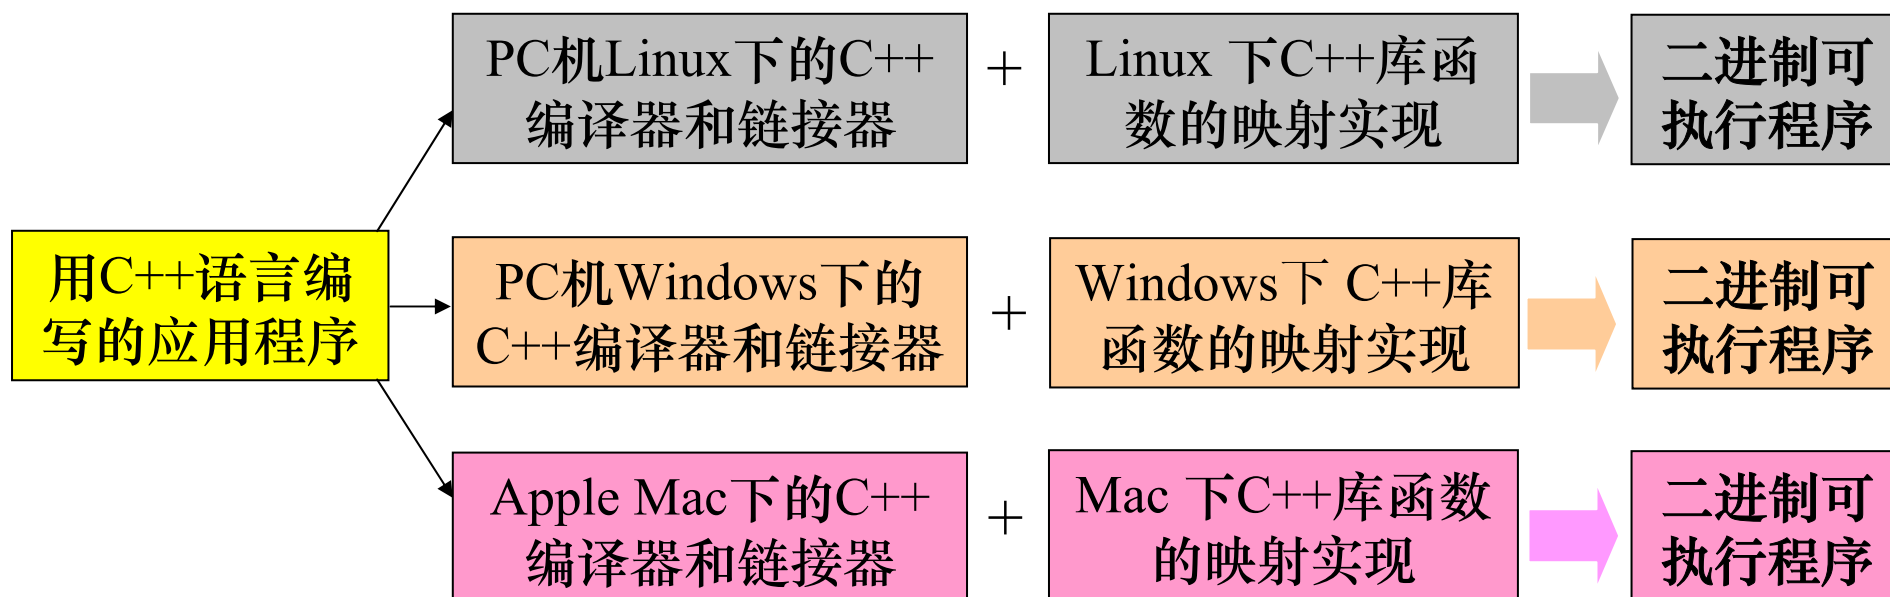 PC机Linux下的C++
编译器和链接器
+
Linux 下C++库函
数的映射实现
二进制可
执行程序
用C++语言编
写的应用程序
PC机Windows下的
C++编译器和链接器
+
Windows下 C++库
函数的映射实现
二进制可
执行程序
Apple Mac下的C++
编译器和链接器
+
Mac 下C++库函数
的映射实现
二进制可
执行程序